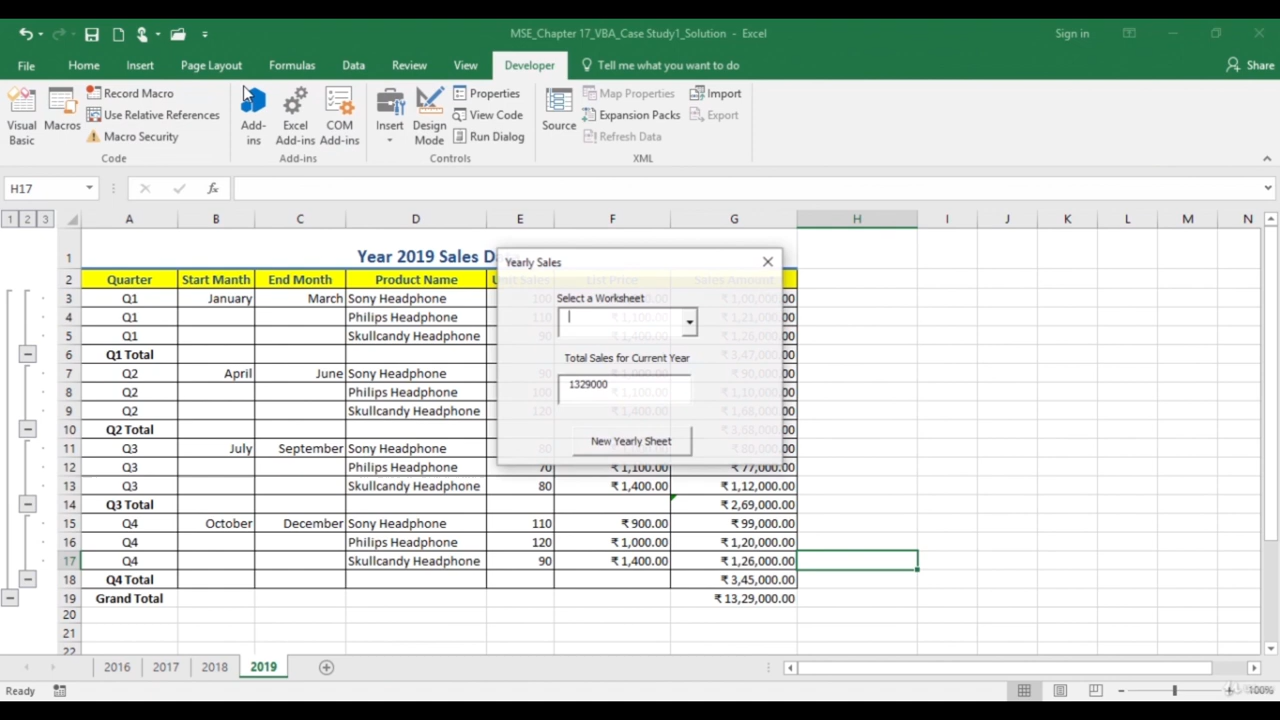 MSE_Chapter 17_VBA_Case Study1_Solution - Excel
Sign in
File Home Insert Page Layout Formulas Data Review View Developer Tell me what you want to do Share
Visual Basic
Macros
Record Macro
Use Relative References
Macro Security
Code
Add-ins
Excel Add-ins
COM Add-ins
Add-ins
Insert
Design Mode
Properties
View Code
Run Dialog
Controls
Source
Map Properties
Expansion Packs
Refresh Data
Import
Export
XML
H17
fx
1 2 3
A B C D E F G H I J K L M N
1 Year 2019 Sales D
2 Quarter Start Manth End Month Product Name Unit Sales List Price Sales Amount
3 Q1 January March Sony Headphone 100 ₹ 1,00,000.00
4 Q1 Philips Headphone 110 ₹ 1,100.00 ₹ 1,21,000.00
5 Q1 Skullcandy Headphone 90 ₹ 1,400.00 ₹ 1,26,000.00
6 Q1 Total ₹ 3,47,000.00
7 Q2 April June Sony Headphone 90 ₹ 1,000.00 ₹ 90,000.00
8 Q2 Philips Headphone 100 ₹ 1,100.00 ₹ 1,10,000.00
9 Q2 Skullcandy Headphone 120 ₹ 1,400.00 ₹ 1,68,000.00
10 Q2 Total ₹ 3,68,000.00
11 Q3 July September Sony Headphone 80 ₹ 80,000.00
12 Q3 Philips Headphone 70 ₹ 1,100.00 ₹ 77,000.00
13 Q3 Skullcandy Headphone 80 ₹ 1,400.00 ₹ 1,12,000.00
14 Q3 Total ₹ 2,69,000.00
15 Q4 October December Sony Headphone 110 ₹ 900.00 ₹ 99,000.00
16 Q4 Philips Headphone 120 ₹ 1,000.00 ₹ 1,20,000.00
17 Q4 Skullcandy Headphone 90 ₹ 1,400.00 ₹ 1,26,000.00
18 Q4 Total ₹ 3,45,000.00
19 Grand Total ₹ 13,29,000.00
20
21
22
Yearly Sales
Select a Worksheet
Total Sales for Current Year
1329000
New Yearly Sheet
2016 2017 2018 2019
Ready
100%